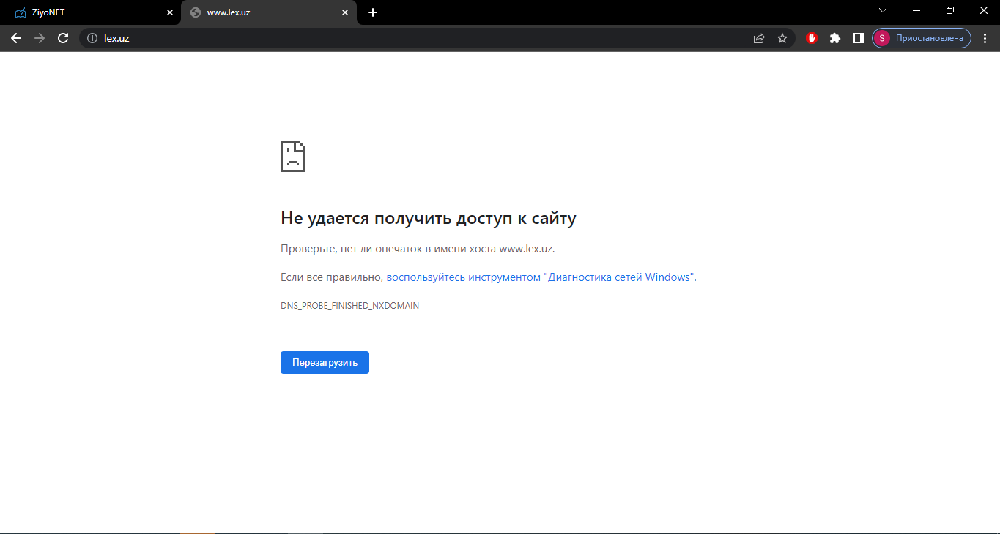 ZiyoNET
www.lex.uz
lex.uz
S Приостановлена
Не удается получить доступ к сайту
Проверьте, нет ли опечаток в имени хоста www.lex.uz.
Если все правильно, воспользуйтесь инструментом "Диагностика сетей Windows".
DNS_PROBE_FINISHED_NXDOMAIN
Перезагрузить